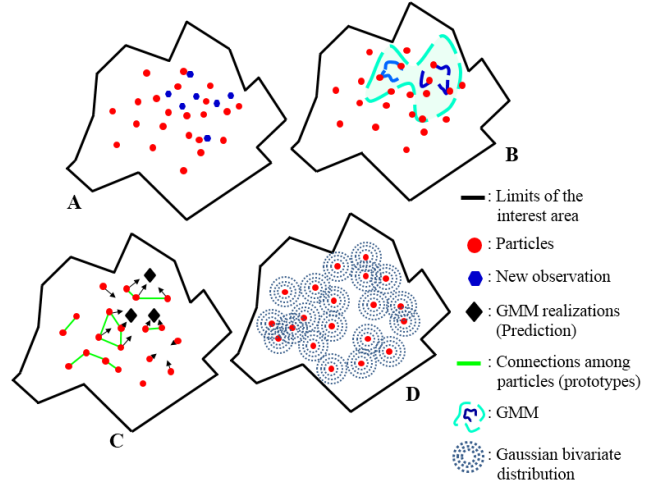 A
B
C
D
: Limits of the
interest area
: Particles
: New observation
: GMM realizations
(Prediction)
: Connections among
particles (prototypes)
: GMM
: Gaussian bivariate
distribution